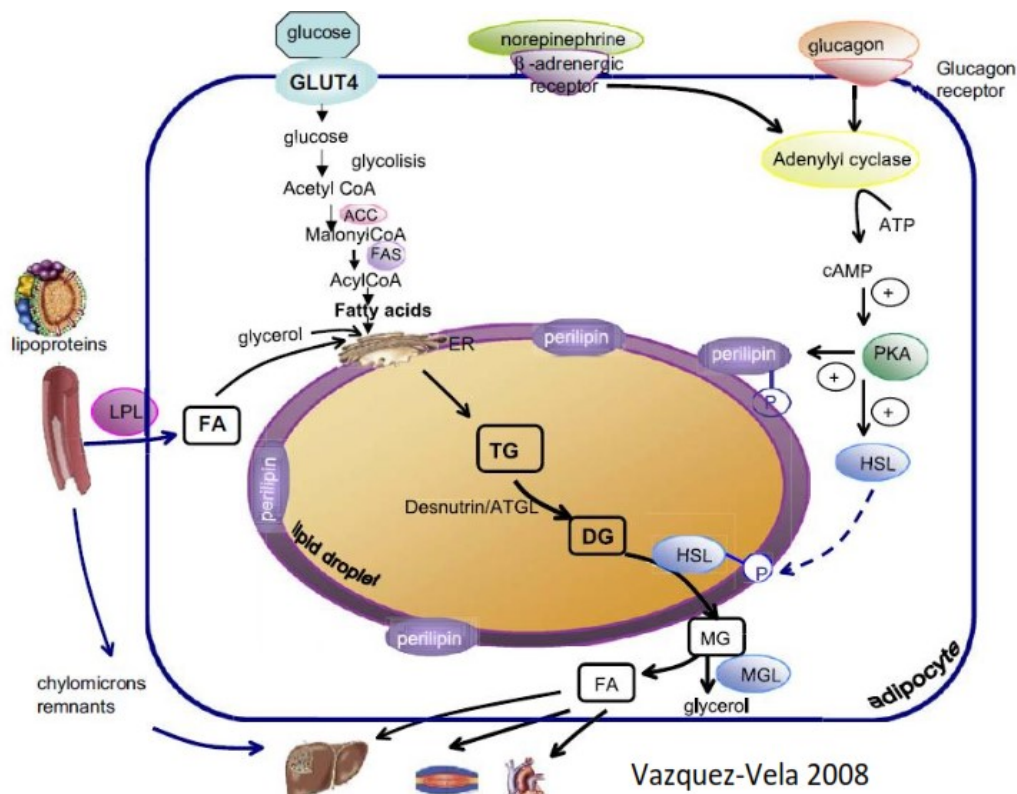 glucose
GLUT4
glucose
glycolisis
Acetyl CoA
ACC
MalonylCoA
FAS
AcylCoA
Fatty acids
glycerol
ER
norepinephrine
β -adrenergic
receptor
glucagon
Glucagon
receptor
Adenylyl cyclase
ATP
cAMP
+
PKA
+
+
perilipin
perilipin
P
HSL
lipoproteins
LPL
FA
TG
Desnutrin/ATGL
DG
HSL
P
perilipin
lipid droplet
perilipin
MG
MGL
FA
glycerol
adipocyte
chylomicrons
remnants
Vazquez-Vela 2008